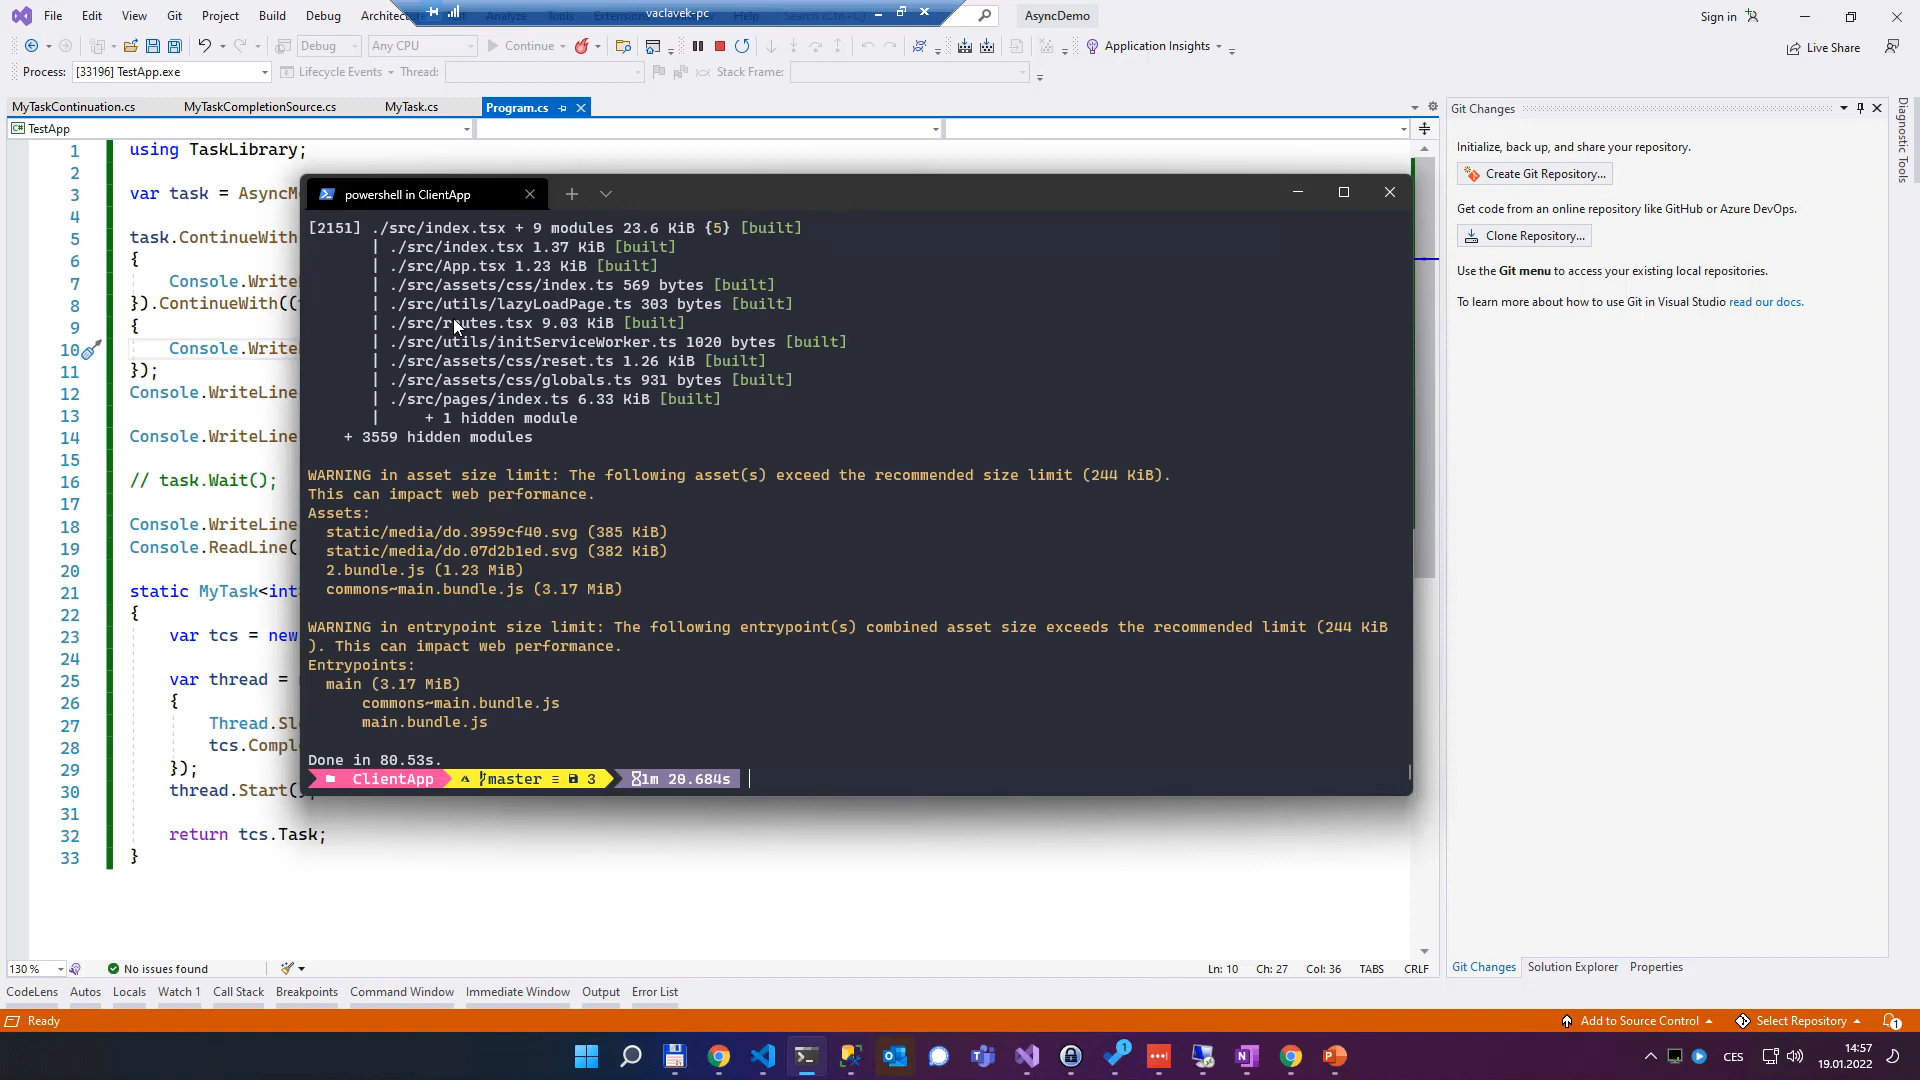 File Edit View Git Project Build Debug vaclavek-pc AsyncDemo Sign in
Debug Any CPU Continue Application Insights Live Share
Process: [33196] TestApp.exe Lifecycle Events Thread: Stack Frame:
MyTaskContinuation.cs MyTaskCompletionSource.cs MyTask.cs Program.cs
TestApp
1 using TaskLibrary;
2
3 var task = AsyncMe
4
5 task.ContinueWith
6 {
7 Console.Write
8 }).ContinueWith((
9 {
10 Console.Write
11 });
12 Console.WriteLine
13
14 Console.WriteLine
15
16 // task.Wait();
17
18 Console.WriteLine
19 Console.ReadLine(
20
21 static MyTask<int
22 {
23 var tcs = new
24
25 var thread =
26 {
27 Thread.Sl
28 tcs.Compl
29 });
30 thread.Start();
31
32 return tcs.Task;
33 }
powershell in ClientApp
[2151] ./src/index.tsx + 9 modules 23.6 KiB {5} [built]
| ./src/index.tsx 1.37 KiB [built]
| ./src/App.tsx 1.23 KiB [built]
| ./src/assets/css/index.ts 569 bytes [built]
| ./src/utils/lazyLoadPage.ts 303 bytes [built]
| ./src/routes.tsx 9.03 KiB [built]
| ./src/utils/initServiceWorker.ts 1020 bytes [built]
| ./src/assets/css/reset.ts 1.26 KiB [built]
| ./src/assets/css/globals.ts 931 bytes [built]
| ./src/pages/index.ts 6.33 KiB [built]
| + 1 hidden module
+ 3559 hidden modules
WARNING in asset size limit: The following asset(s) exceed the recommended size limit (244 KiB).
This can impact web performance.
Assets:
static/media/do.3959cf40.svg (385 KiB)
static/media/do.07d2b1ed.svg (382 KiB)
2.bundle.js (1.23 MiB)
commons~main.bundle.js (3.17 MiB)
WARNING in entrypoint size limit: The following entrypoint(s) combined asset size exceeds the recommended limit (244 KiB
). This can impact web performance.
Entrypoints:
main (3.17 MiB)
commons~main.bundle.js
main.bundle.js
Done in 80.53s.
ClientApp master ≡ 3 1m 20.684s
Git Changes
Initialize, back up, and share your repository.
Create Git Repository...
Get code from an online repository like GitHub or Azure DevOps.
Clone Repository...
Use the Git menu to access your existing local repositories.
To learn more about how to use Git in Visual Studio read our docs.
Diagnostic Tools
130 % No issues found Ln: 10 Ch: 27 Col: 36 TABS CRLF
Git Changes Solution Explorer Properties
CodeLens Autos Locals Watch 1 Call Stack Breakpoints Command Window Immediate Window Output Error List
Ready Add to Source Control Select Repository 1
CES 14:57
19.01.2022